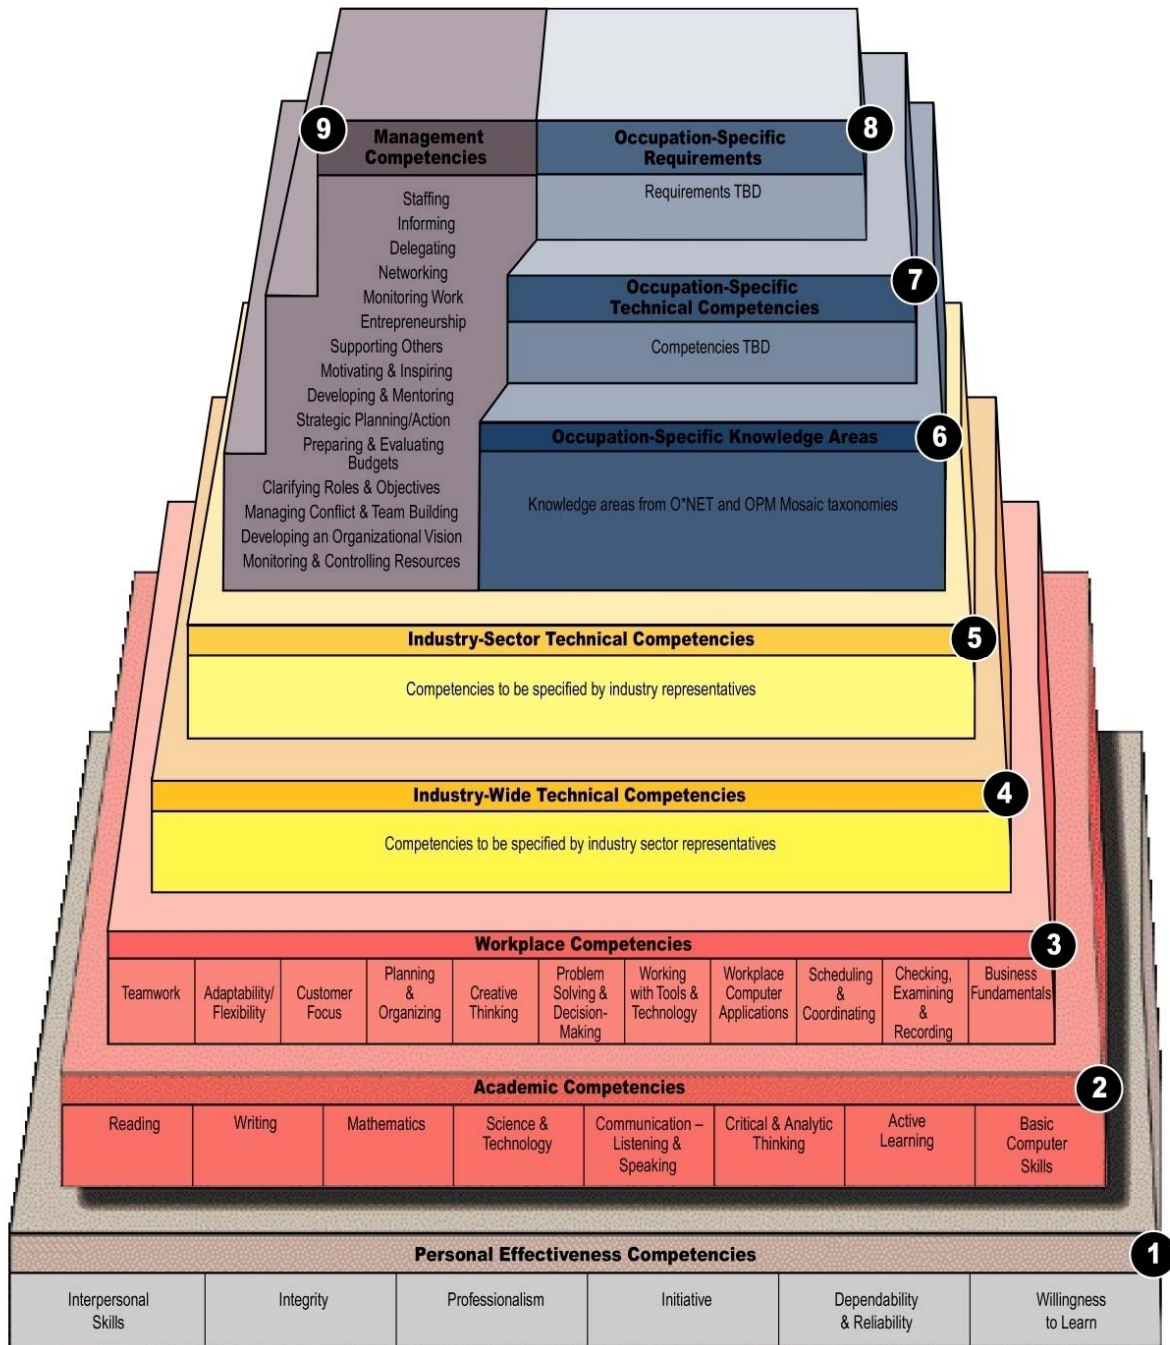 9
Management
Competencies
Occupation-Specific
Requirements
8
Staffing
Informing
Delegating
Networking
Monitoring Work
Entrepreneurship
Supporting Others
Motivating & Inspiring
Developing & Mentoring
Strategic Planning/Action
Preparing & Evaluating
Budgets
Clarifying Roles & Objectives
Managing Conflict & Team Building
Developing an Organizational Vision
Monitoring & Controlling Resources
Requirements TBD
Occupation-Specific
Technical Competencies
7
Competencies TBD
Occupation-Specific Knowledge Areas
6
Knowledge areas from O*NET and OPM Mosaic taxonomies
Industry-Sector Technical Competencies
5
Competencies to be specified by industry representatives
Industry-Wide Technical Competencies
4
Competencies to be specified by industry sector representatives
Workplace Competencies
3
Teamwork
Adaptability/
Flexibility
Customer
Focus
Planning
&
Organizing
Creative
Thinking
Problem
Solving &
Decision-
Making
Working
with Tools &
Technology
Workplace
Computer
Applications
Scheduling
&
Coordinating
Checking,
Examining
&
Recording
Business
Fundamentals
Academic Competencies
2
Reading
Writing
Mathematics
Science &
Technology
Communication –
Listening &
Speaking
Critical & Analytic
Thinking
Active
Learning
Basic
Computer
Skills
Personal Effectiveness Competencies
1
Interpersonal
Skills
Integrity
Professionalism
Initiative
Dependability
& Reliability
Willingness
to Learn